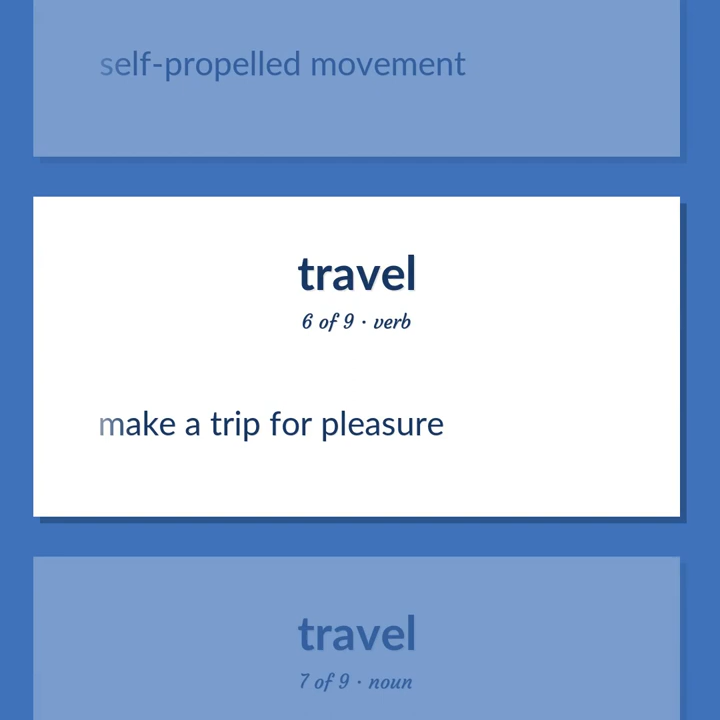 self-propelled movement
travel
6 of 9 · verb
make a trip for pleasure
travel
7 of 9 · noun